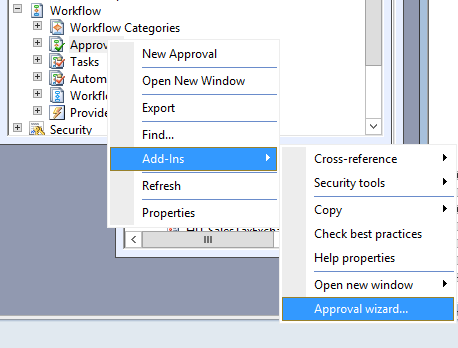 Workflow
Workflow Categories
Approv
Tasks
Autom
Workfl
Provide
Security
New Approval
Open New Window
Export
Find...
Add-Ins
Refresh
Properties
Cross-reference
Security tools
Copy
Check best practices
Help properties
Open new window
Approval wizard...